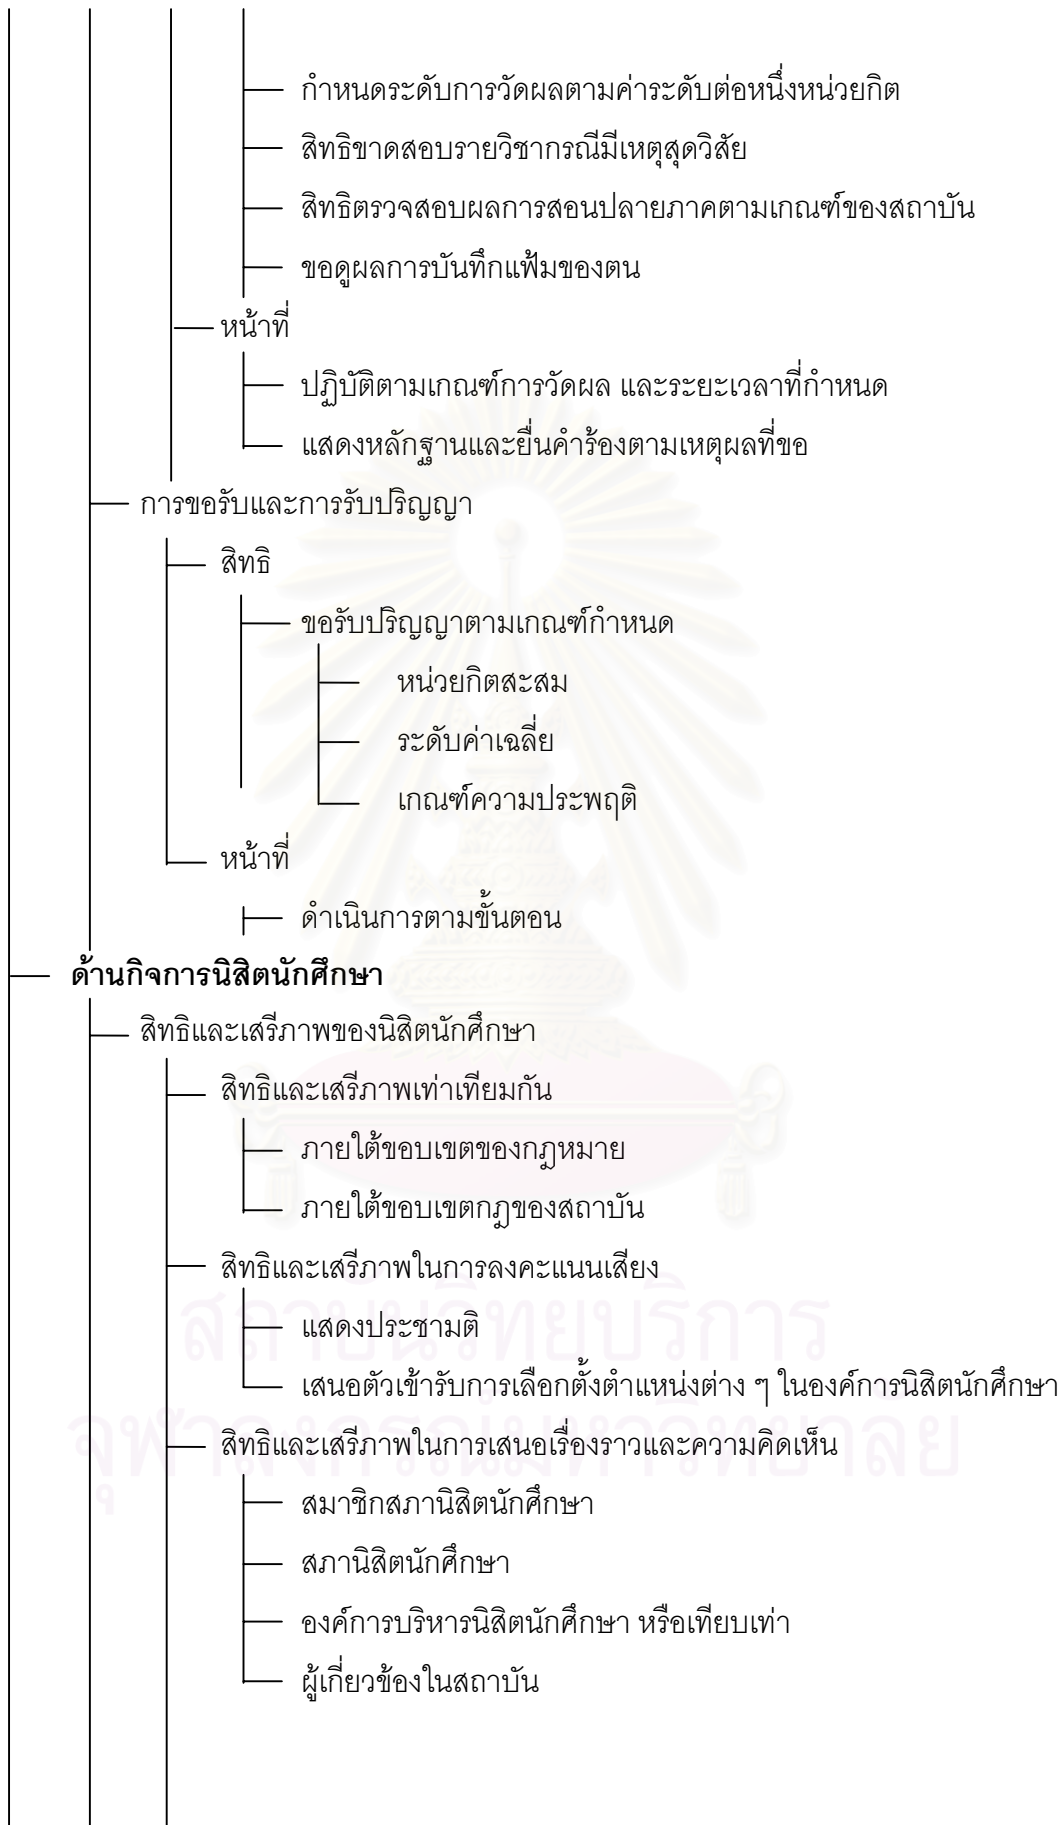 กำหนดระดับการวัดผลตามค่าระดับต่อหนึ่งหน่วยกิต
สิทธิขาดสอบรายวิชากรณีมีเหตุสุดวิสัย
สิทธิตรวจสอบผลการสอนปลายภาคตามเกณฑ์ของสถาบัน
ขอดูผลการบันทึกแฟ้มของตน
หน้าที่
ปฏิบัติตามเกณฑ์การวัดผล และระยะเวลาที่กำหนด
แสดงหลักฐานและยื่นคำร้องตามเหตุผลที่ขอ
การขอรับและการรับปริญญา
สิทธิ
ขอรับปริญญาตามเกณฑ์กำหนด
หน่วยกิตสะสม
ระดับค่าเฉลี่ย
เกณฑ์ความประพฤติ
หน้าที่
ดำเนินการตามขั้นตอน
ด้านกิจการนิสิตนักศึกษา
สิทธิและเสรีภาพของนิสิตนักศึกษา
สิทธิและเสรีภาพเท่าเทียมกัน
ภายใต้ขอบเขตของกฎหมาย
ภายใต้ขอบเขตกฎของสถาบัน
สิทธิและเสรีภาพในการลงคะแนนเสียง
สถาบันวิทยบริการ
แสดงประชามติ
เสนอตัวเข้ารับการเลือกตั้งตำแหน่งต่าง ๆ ในองค์การนิสิตนักศึกษา
จุฬาลงกรณ์มหาวิทยาลัย
สิทธิและเสรีภาพในการเสนอเรื่องราวและความคิดเห็น
สมาชิกสภานิสิตนักศึกษา
สภานิสิตนักศึกษา
องค์การบริหารนิสิตนักศึกษา หรือเทียบเท่า
ผู้เกี่ยวข้องในสถาบัน